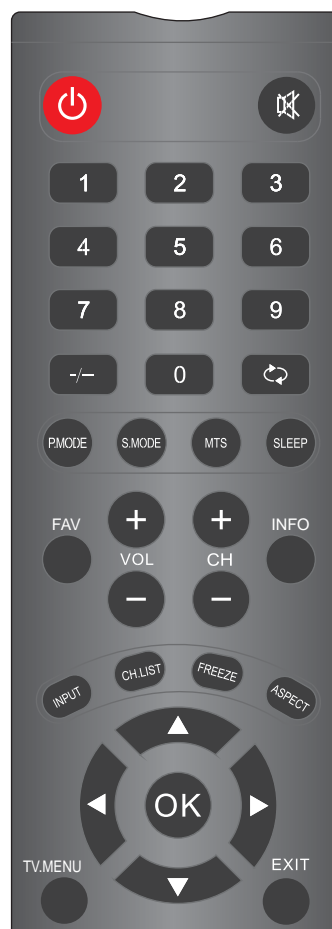 1 2 3
4 5 6
7 8 9
-/-- 0
P.MODE S.MODE MTS SLEEP
FAV + + INFO
VOL CH
− −
INPUT CH.LIST FREEZE ASPECT
OK
TV.MENU EXIT